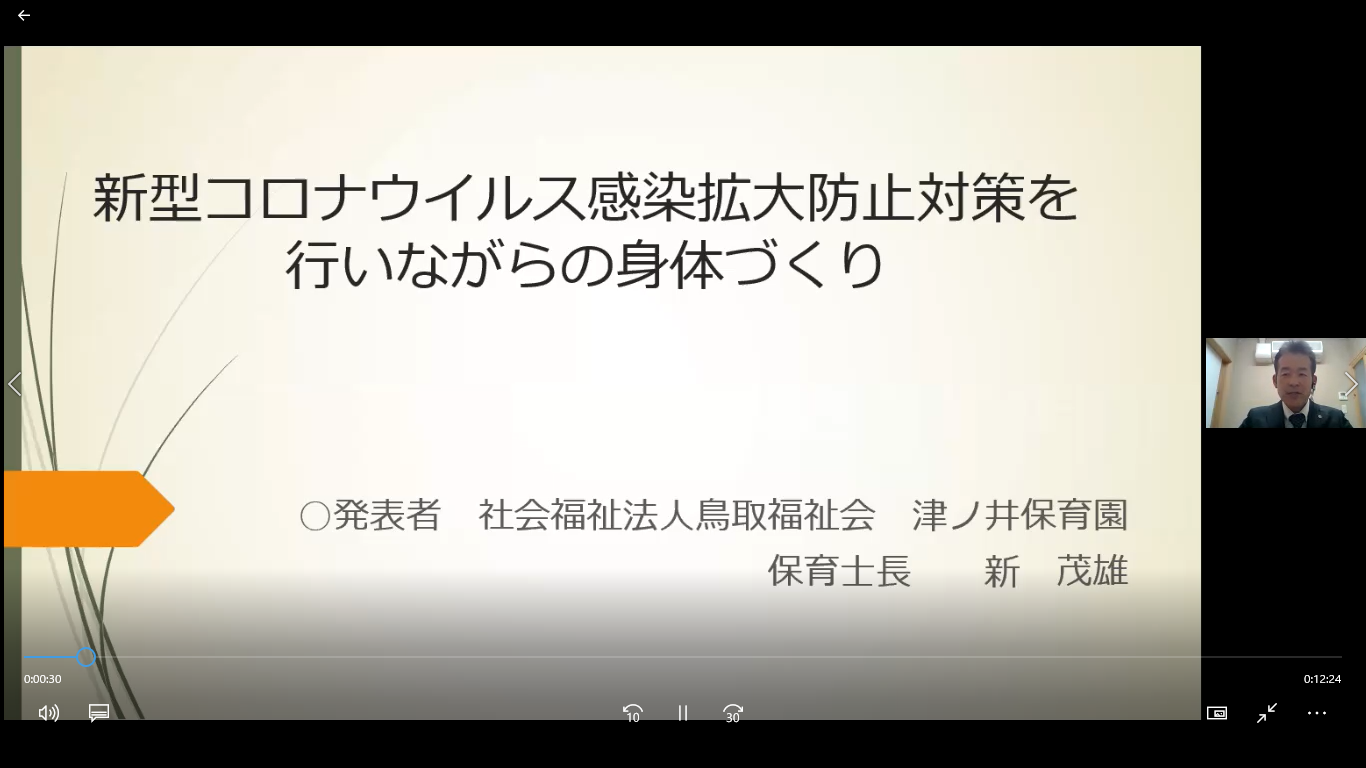 新型コロナウイルス感染拡大防止対策を
行いながらの身体づくり
○発表者　社会福祉法人鳥取福祉会　津ノ井保育園
保育士長　　新　茂雄
0:00:30
0:12:24
10
30